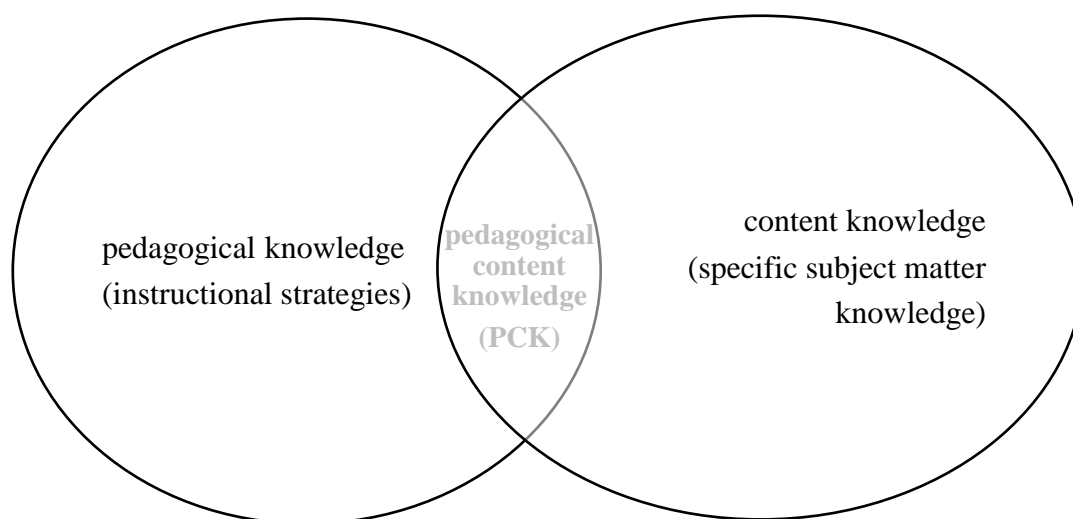 pedagogical knowledge
(instructional strategies)
pedagogical
content
knowledge
(PCK)
content knowledge
(specific subject matter
knowledge)